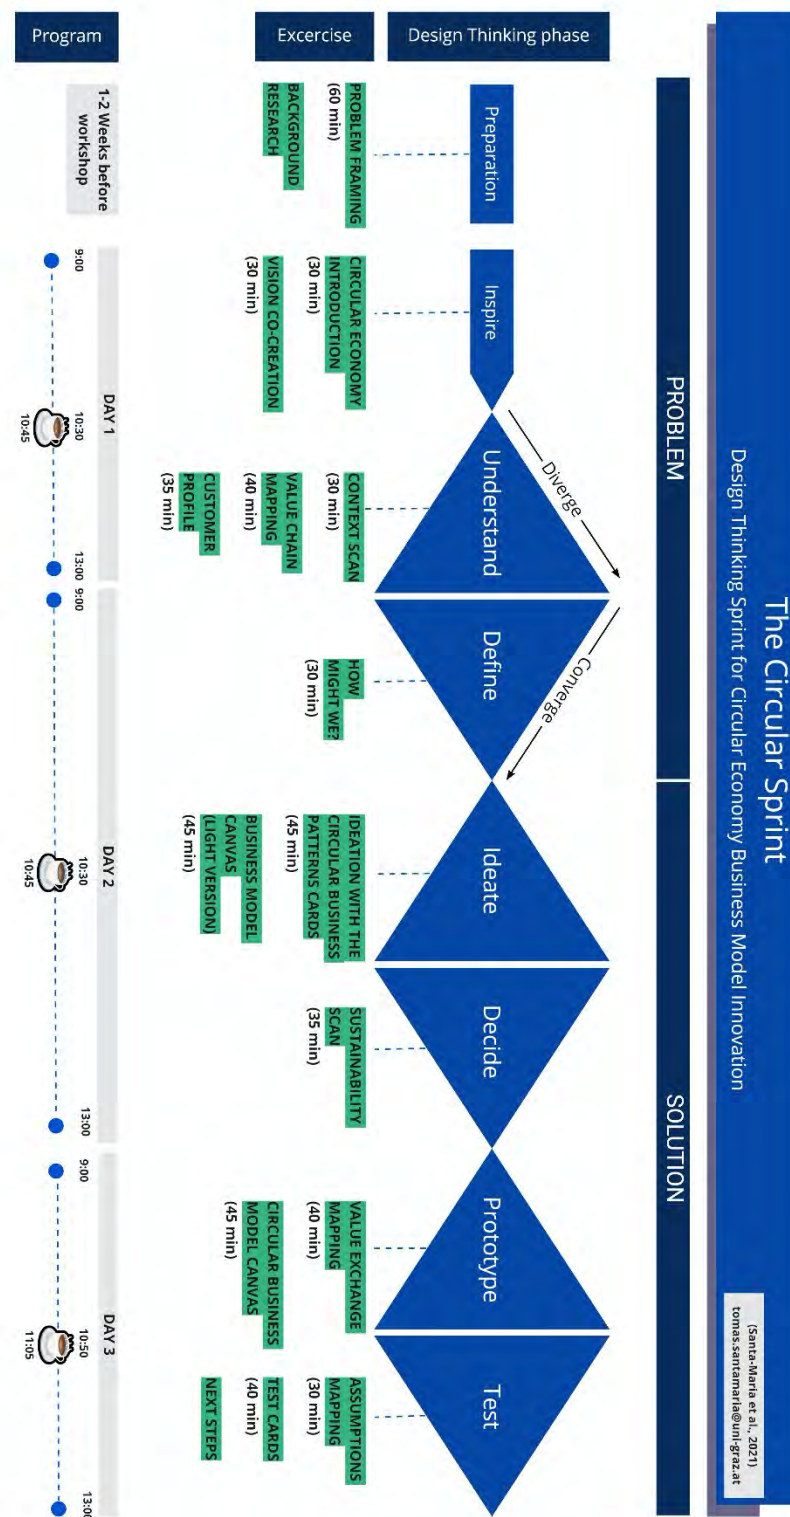 The Circular Sprint
Design Thinking Sprint for Circular Economy Business Model Innovation
(Santa-Maria et al., 2021)
tomas.santamaria@uni-graz.at
PROBLEM
SOLUTION
Design Thinking phase
Preparation
Inspire
Diverge
Understand
Converge
Define
Ideate
Decide
Prototype
Test
Excercise
PROBLEM FRAMING
(60 min)
BACKGROUND
RESEARCH
CIRCULAR ECONOMY
INTRODUCTION
(30 min)
VISION CO-CREATION
(30 min)
CONTEXT SCAN
(30 min)
VALUE CHAIN
MAPPING
(40 min)
CUSTOMER
PROFILE
(35 min)
HOW
MIGHT WE?
(30 min)
IDEATION WITH THE
CIRCULAR BUSINESS
PATTERNS CARDS
(45 min)
BUSINESS MODEL
CANVAS
(LIGHT VERSION)
(45 min)
SUSTAINABILITY
SCAN
(35 min)
VALUE EXCHANGE
MAPPING
(40 min)
CIRCULAR BUSINESS
MODEL CANVAS
(45 min)
ASSUMPTIONS
MAPPING
(30 min)
TEST CARDS
(40 min)
NEXT STEPS
Program
1-2 Weeks before
workshop
DAY 1
9:00
10:30
10:45
13:00
DAY 2
9:00
10:30
10:45
13:00
DAY 3
9:00
10:50
11:05
13:00